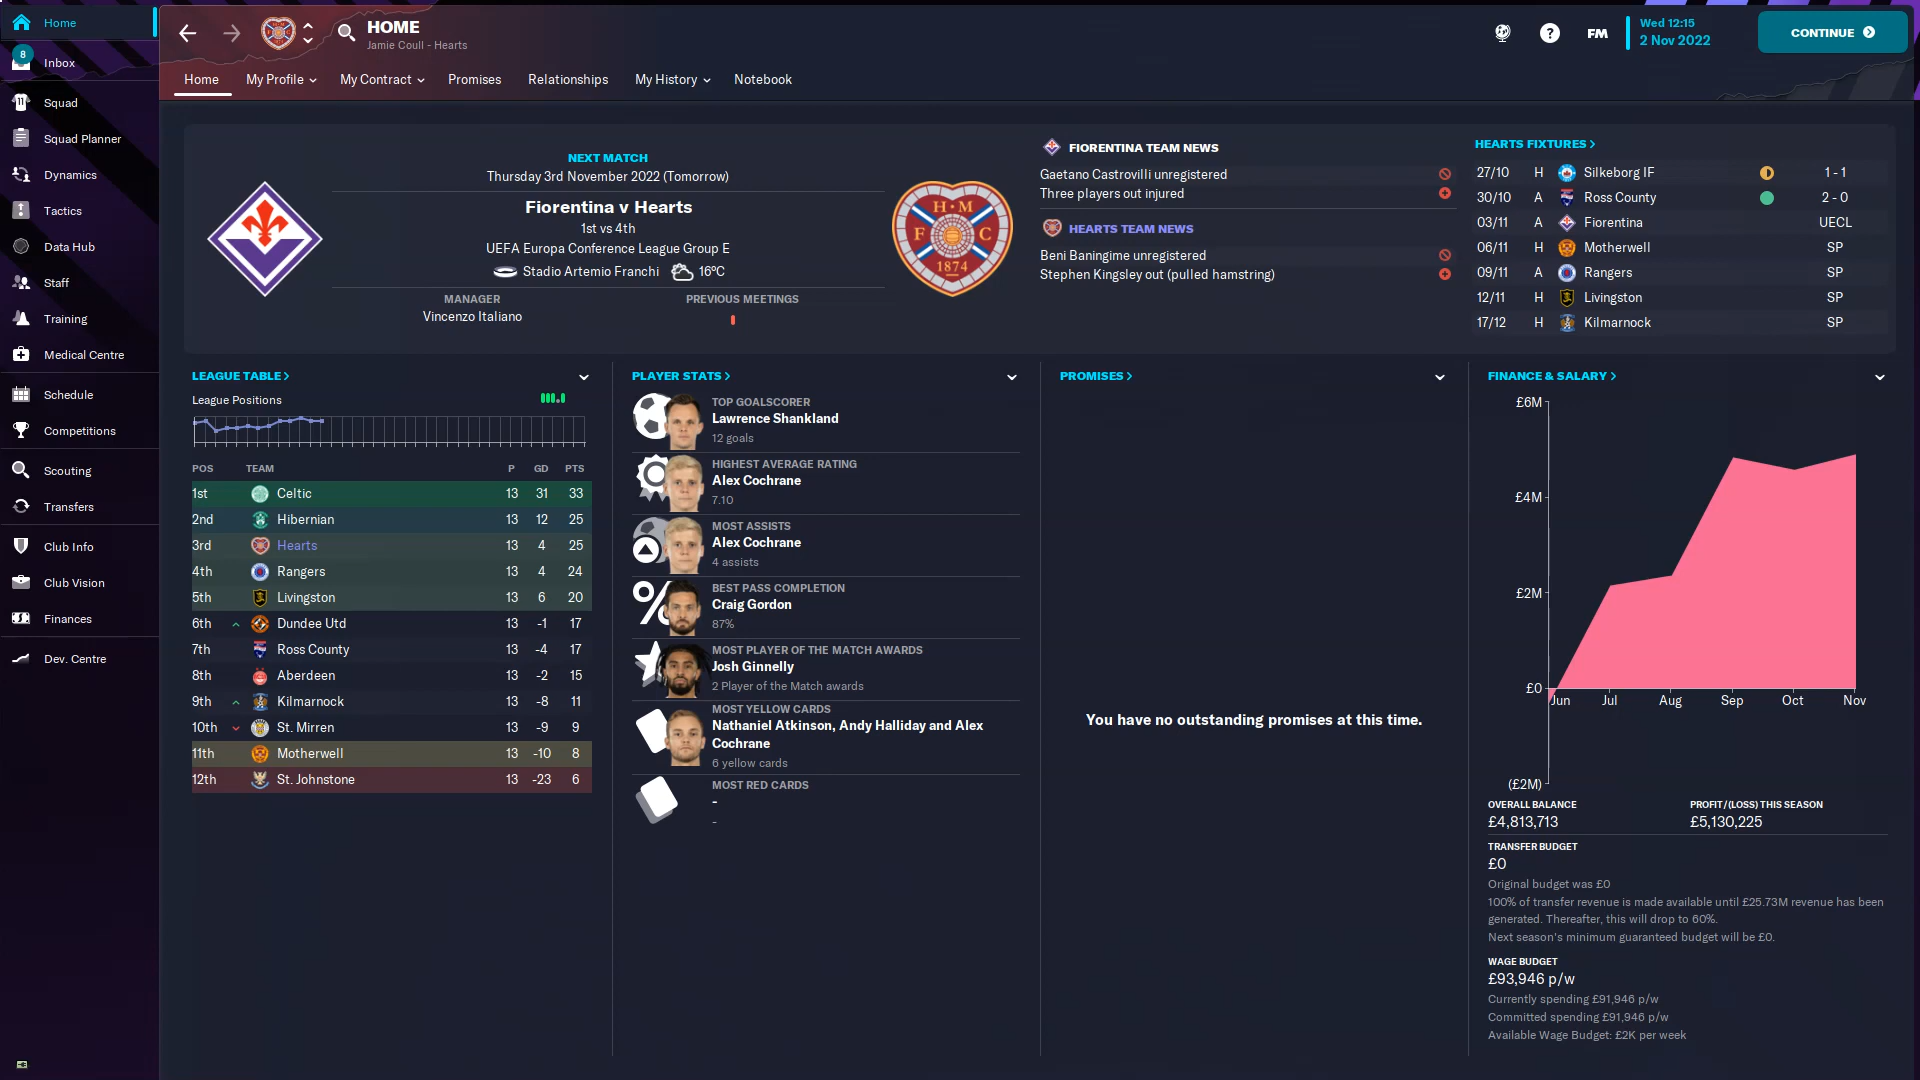 Home
8
Inbox
Squad
Squad Planner
Dynamics
Tactics
Data Hub
Staff
Training
Medical Centre
Schedule
Competitions
Scouting
Transfers
Club Info
Club Vision
Finances
Dev. Centre
HOME
Jamie Coull - Hearts
FM
Wed 12:15
2 Nov 2022
CONTINUE
Home
My Profile
My Contract
Promises
Relationships
My History
Notebook
NEXT MATCH
Thursday 3rd November 2022 (Tomorrow)
Fiorentina v Hearts
1st vs 4th
UEFA Europa Conference League Group E
Stadio Artemio Franchi 16°C
MANAGER
Vincenzo Italiano
PREVIOUS MEETINGS
H M
F C
1874
FIORENTINA TEAM NEWS
Gaetano Castrovilli unregistered
Three players out injured
HEARTS TEAM NEWS
Beni Baningime unregistered
Stephen Kingsley out (pulled hamstring)
HEARTS FIXTURES
27/10 H Silkeborg IF 1 - 1
30/10 A Ross County 2 - 0
03/11 A Fiorentina UECL
06/11 H Motherwell SP
09/11 A Rangers SP
12/11 H Livingston SP
17/12 H Kilmarnock SP
LEAGUE TABLE
League Positions
POS TEAM P GD PTS
1st Celtic 13 31 33
2nd Hibernian 13 12 25
3rd Hearts 13 4 25
4th Rangers 13 4 24
5th Livingston 13 6 20
6th Dundee Utd 13 -1 17
7th Ross County 13 -4 17
8th Aberdeen 13 -2 15
9th Kilmarnock 13 -8 11
10th St. Mirren 13 -9 9
11th Motherwell 13 -10 8
12th St. Johnstone 13 -23 6
PLAYER STATS
TOP GOALSCORER
Lawrence Shankland
12 goals
HIGHEST AVERAGE RATING
Alex Cochrane
7.10
MOST ASSISTS
Alex Cochrane
4 assists
BEST PASS COMPLETION
Craig Gordon
87%
MOST PLAYER OF THE MATCH AWARDS
Josh Ginnelly
2 Player of the Match awards
MOST YELLOW CARDS
Nathaniel Atkinson, Andy Halliday and Alex
Cochrane
6 yellow cards
MOST RED CARDS
-
-
PROMISES
You have no outstanding promises at this time.
FINANCE & SALARY
£6M
£4M
£2M
£0
(£2M)
Jun Jul Aug Sep Oct Nov
OVERALL BALANCE
£4,813,713
PROFIT/(LOSS) THIS SEASON
£5,130,225
TRANSFER BUDGET
£0
Original budget was £0
100% of transfer revenue is made available until £25.73M revenue has been
generated. Thereafter, this will drop to 60%.
Next season's minimum guaranteed budget will be £0.
WAGE BUDGET
£93,946 p/w
Currently spending £91,946 p/w
Committed spending £91,946 p/w
Available Wage Budget: £2K per week